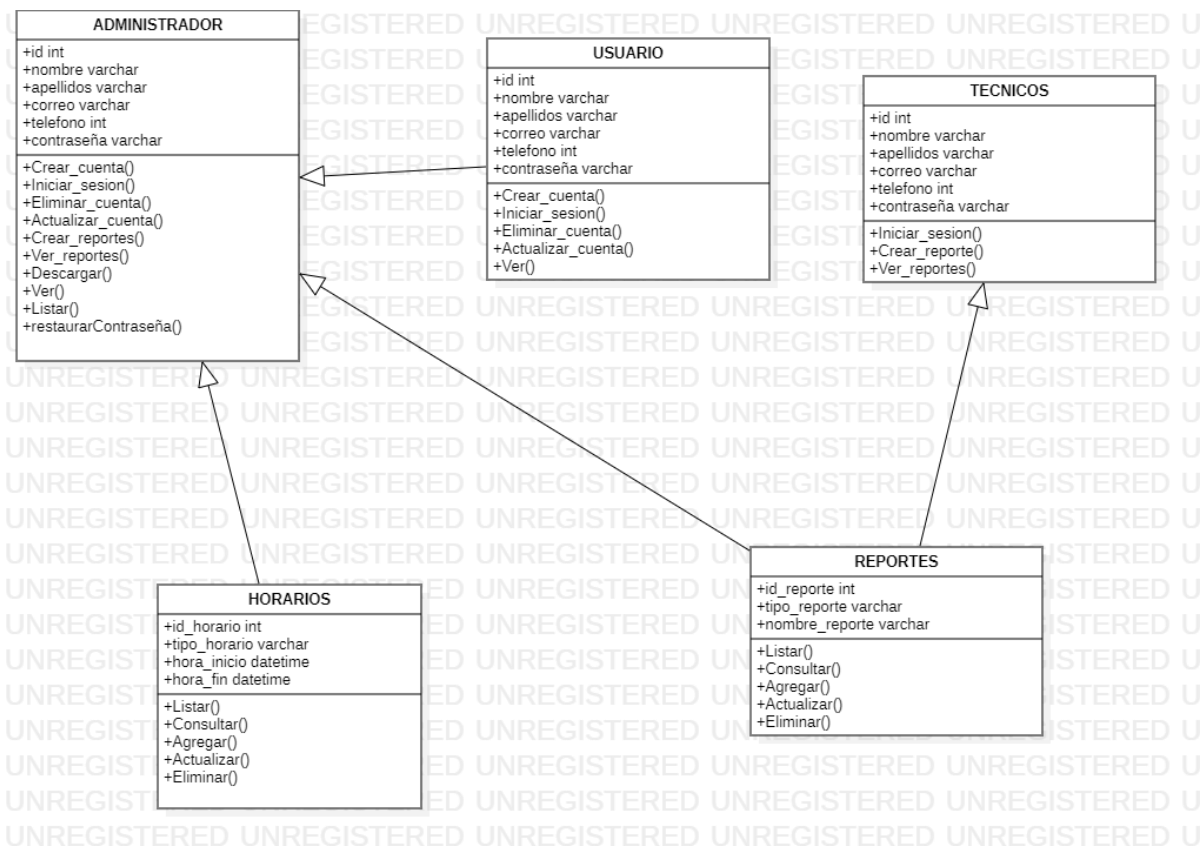 ADMINISTRADOR
+id int
+nombre varchar
+apellidos varchar
+correo varchar
+telefono int
+contraseña varchar
+Crear_cuenta()
+Iniciar_sesion()
+Eliminar_cuenta()
+Actualizar_cuenta()
+Crear_reportes()
+Ver_reportes()
+Descargar()
+Ver()
+Listar()
+restaurarContraseña()
USUARIO
+id int
+nombre varchar
+apellidos varchar
+correo varchar
+telefono int
+contraseña varchar
+Crear_cuenta()
+Iniciar_sesion()
+Eliminar_cuenta()
+Actualizar_cuenta()
+Ver()
TECNICOS
+id int
+nombre varchar
+apellidos varchar
+correo varchar
+telefono int
+contraseña varchar
+Iniciar_sesion()
+Crear_reporte()
+Ver_reportes()
HORARIOS
+id_horario int
+tipo_horario varchar
+hora_inicio datetime
+hora_fin datetime
+Listar()
+Consultar()
+Agregar()
+Actualizar()
+Eliminar()
REPORTES
+id_reporte int
+tipo_reporte varchar
+nombre_reporte varchar
+Listar()
+Consultar()
+Agregar()
+Actualizar()
+Eliminar()
UNREGISTERED UNREGISTERED UNREGISTERED UNREGISTERED UNREGISTERED U